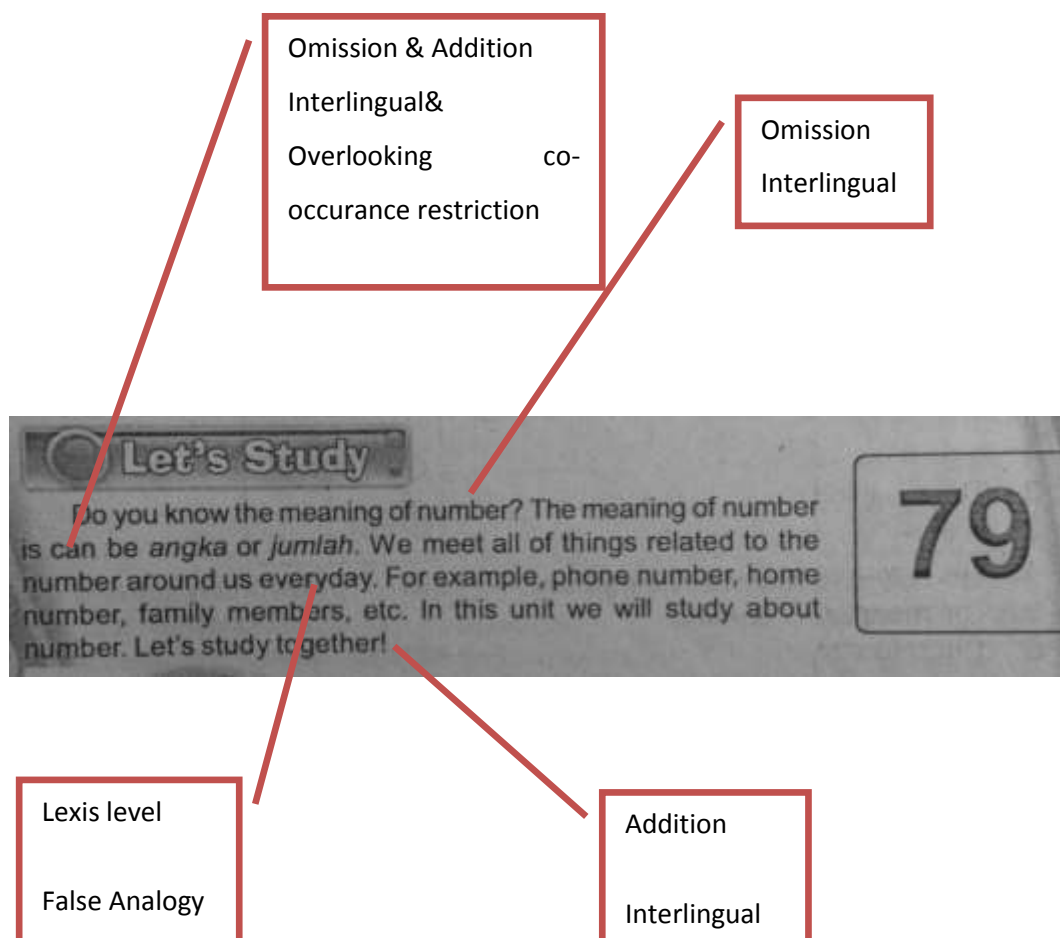 Omission & Addition
Interlingual&
Overlooking co-
occurance restriction
Omission
Interlingual
Let's Study
Do you know the meaning of number? The meaning of number
is can be angka or jumlah. We meet all of things related to the
number around us everyday. For example, phone number, home
number, family members, etc. In this unit we will study about
number. Let's study together!
79
Lexis level
False Analogy
Addition
Interlingual